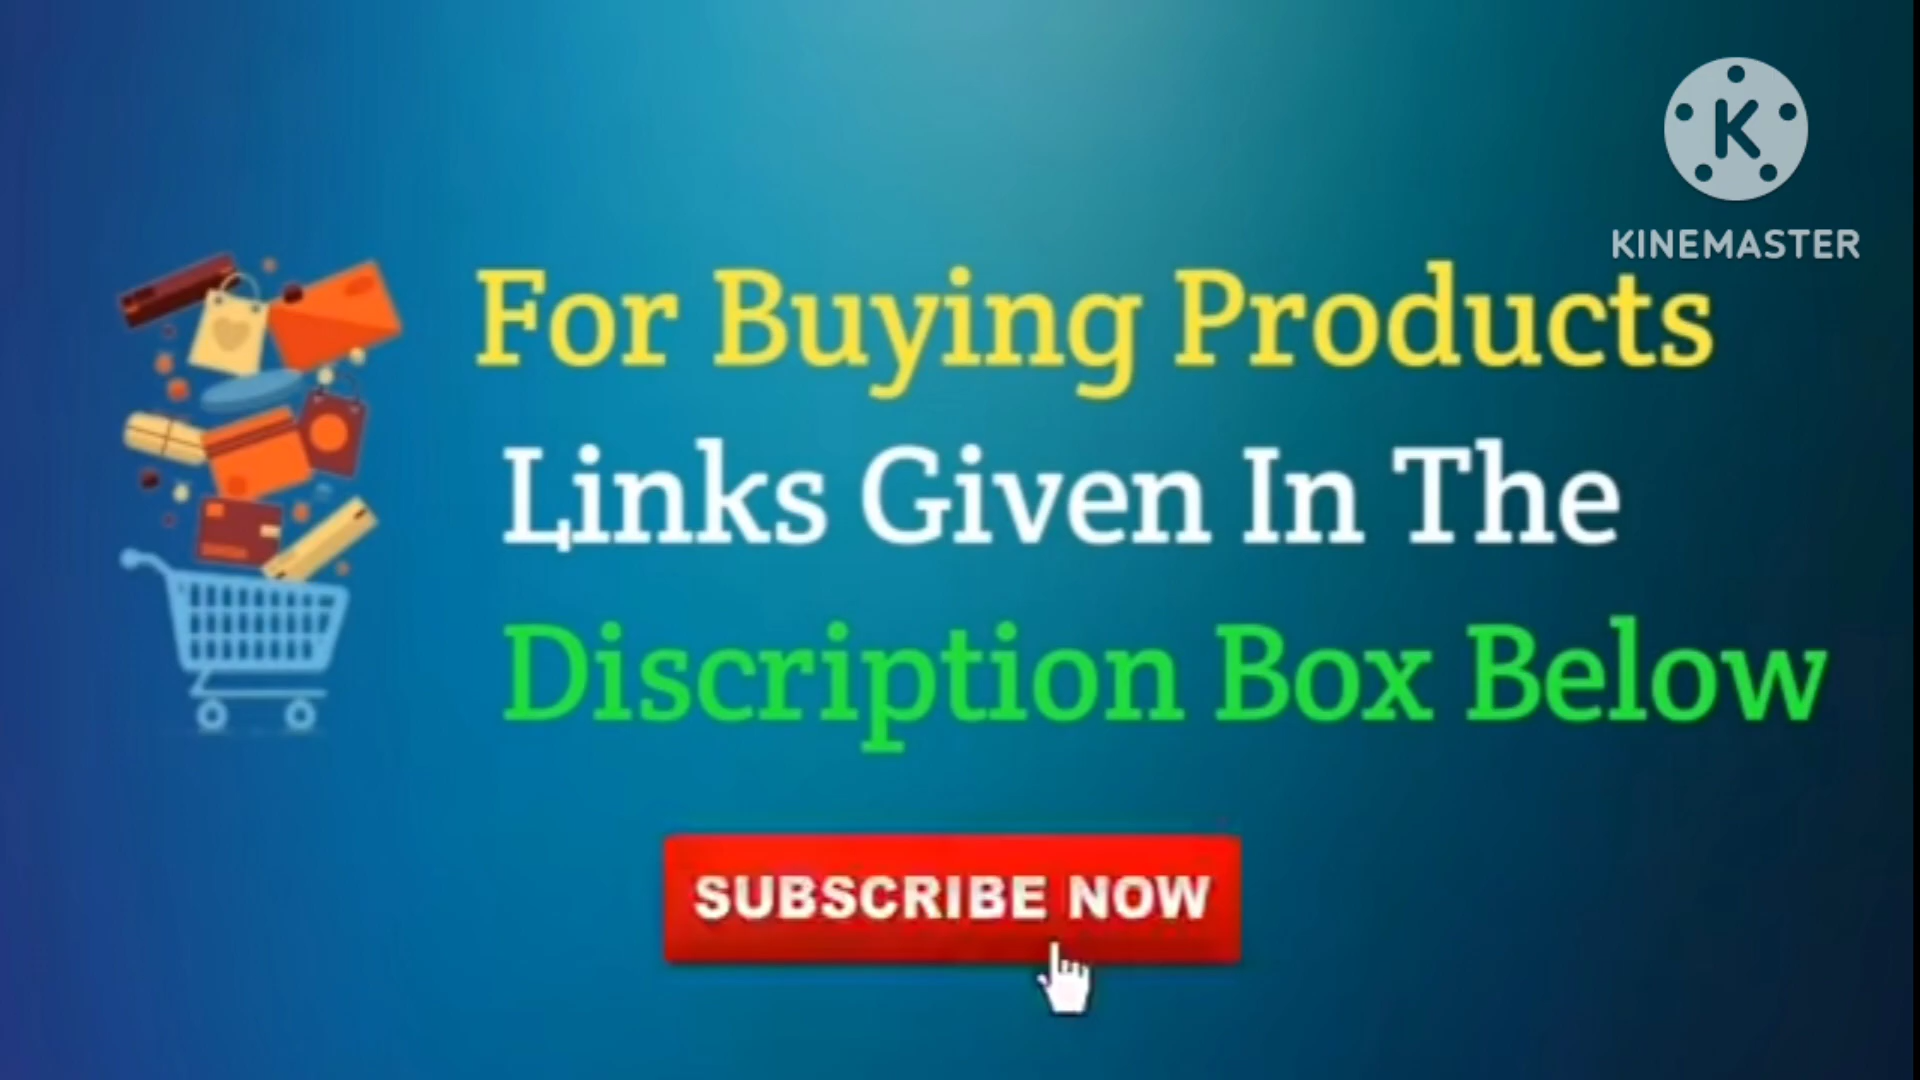 K
KINEMASTER
For Buying Products
Links Given In The
Discription Box Below
SUBSCRIBE NOW